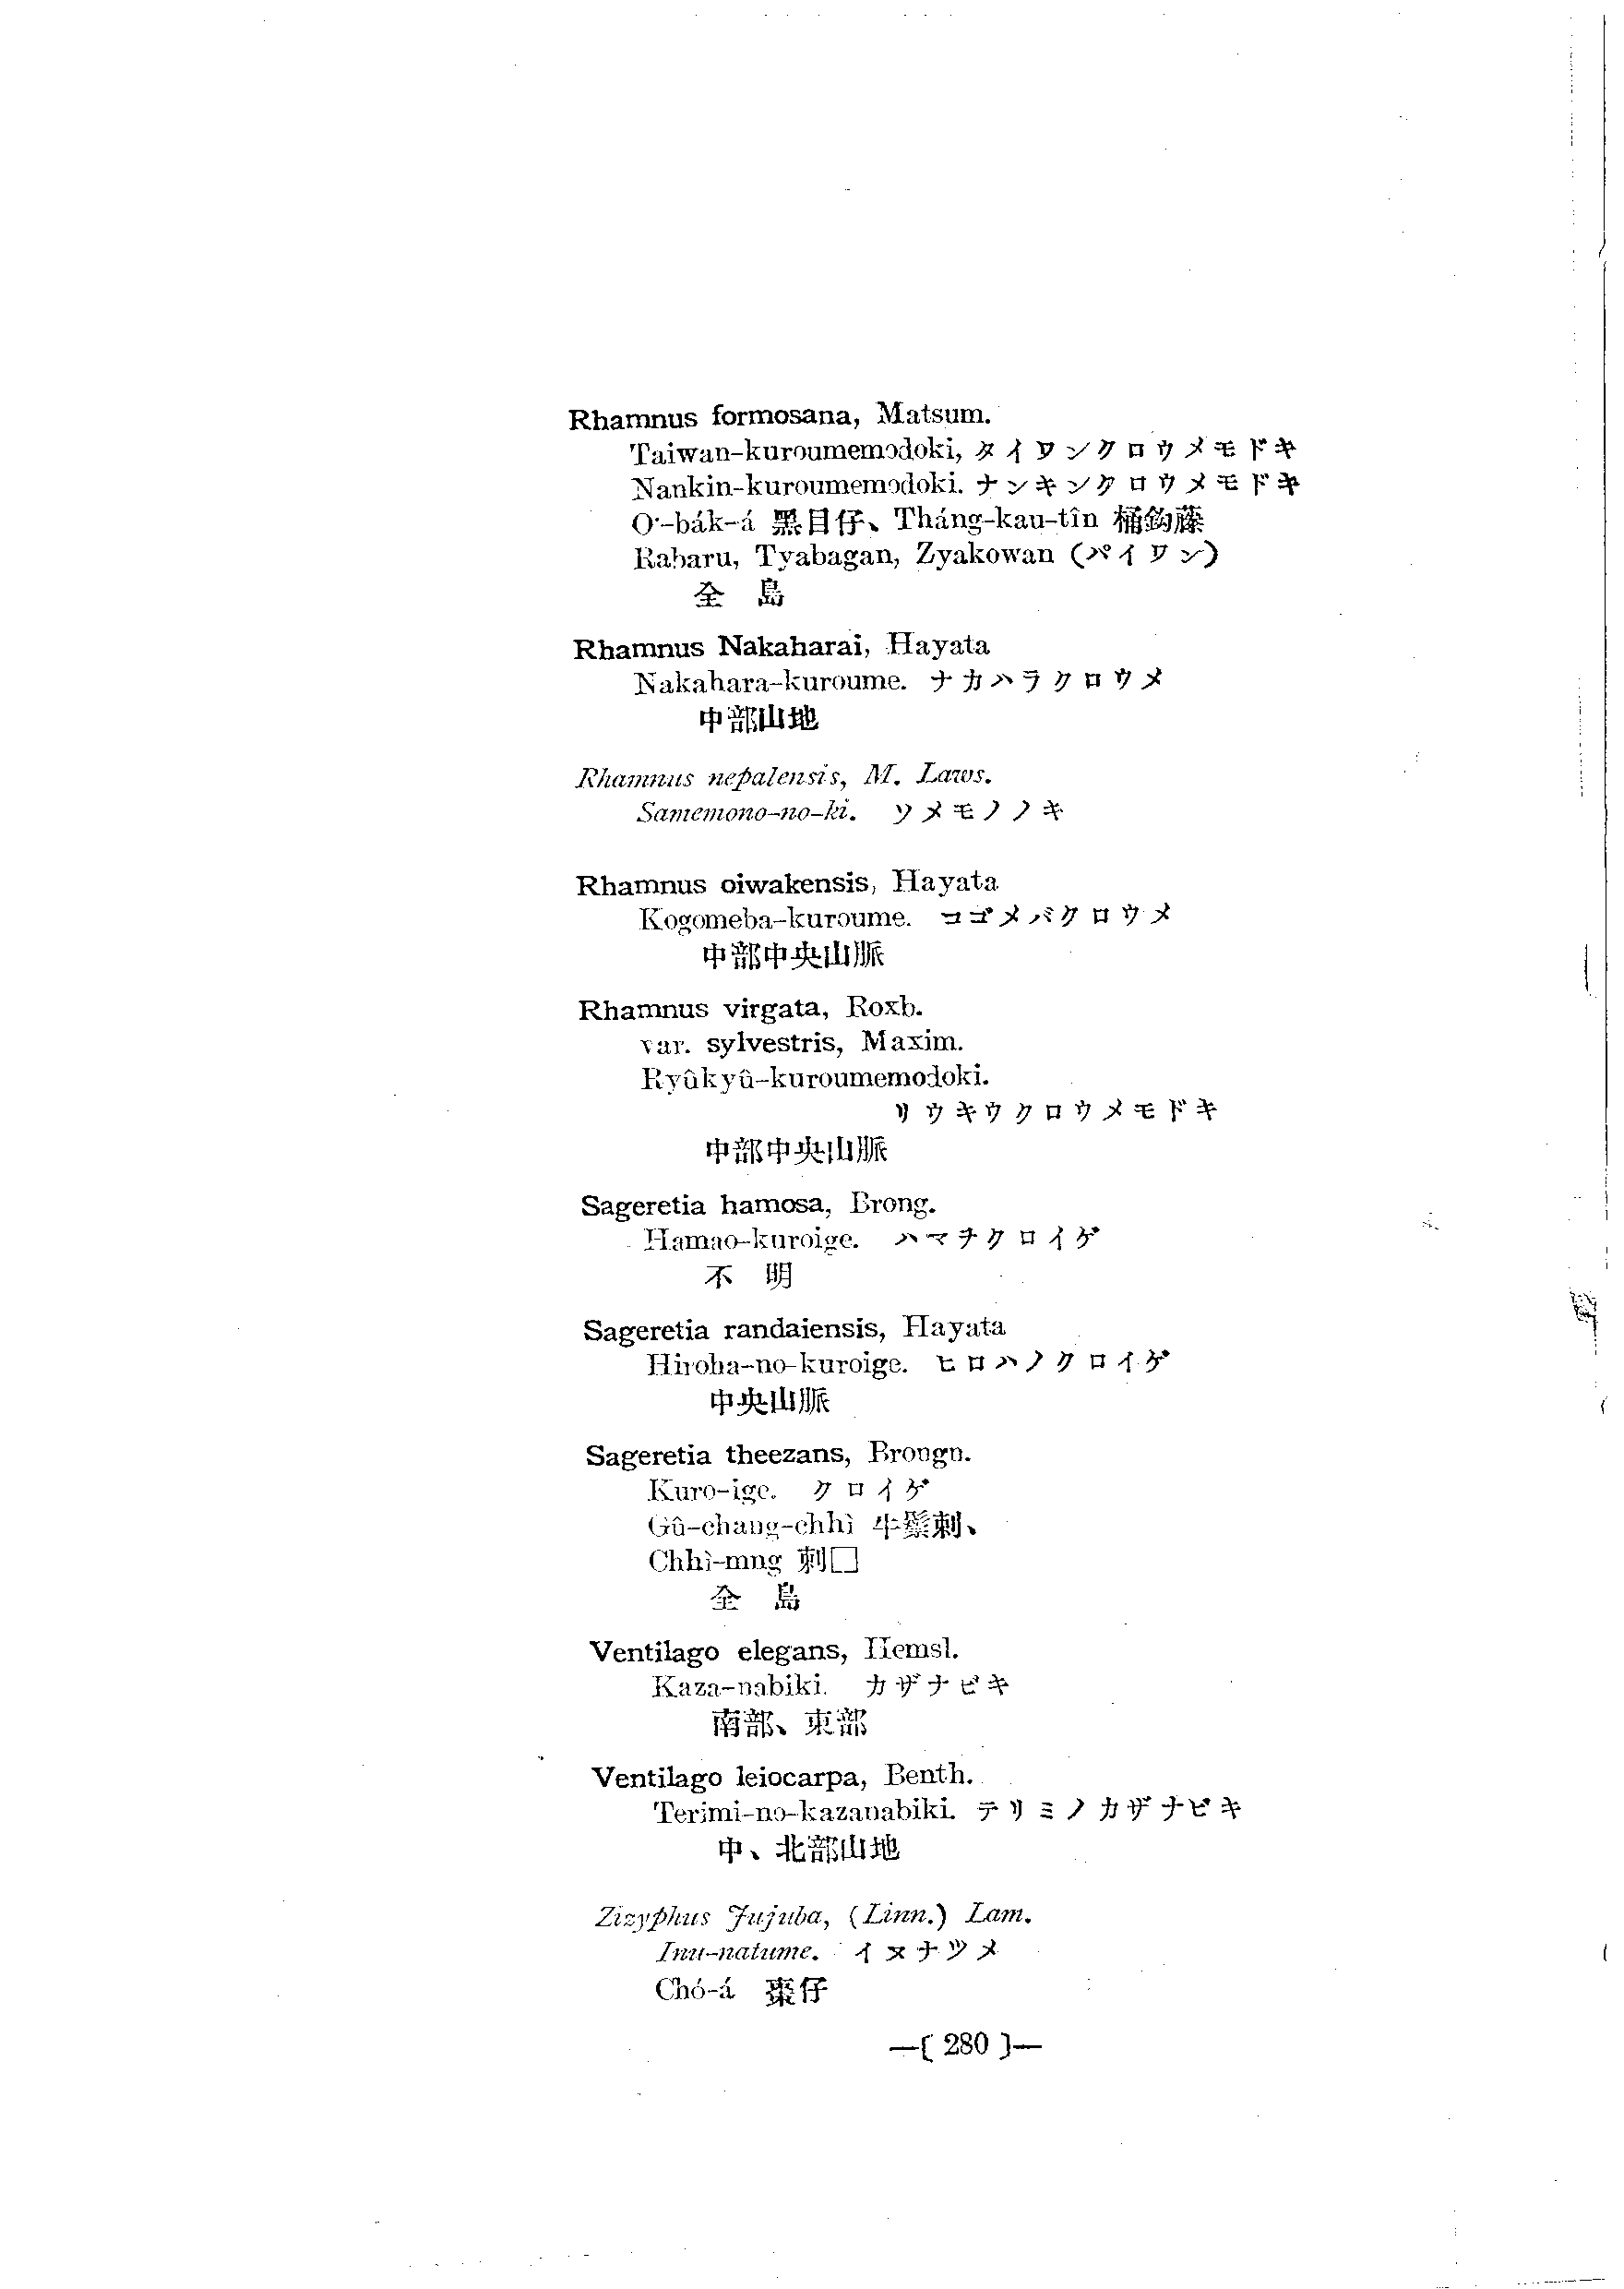 Rhamnus formosana, Matsum.
Taiwan-kuroumemodoki, タイワンクロウメモドキ
Nankin-kuroumemodoki. ナンキンクロウメモドキ
O·-bák-á 黑目仔、Tháng-kau-tîn 桶鈎藤
Raharu, Tyabagan, Zyakowan (パイワン)
全 島
Rhamnus Nakaharai, Hayata
Nakahara-kuroume. ナカハラクロウメ
中部山地
Rhamnus nepalensis, M. Laws.
Samemono-no-ki. ソメモノノキ
Rhamnus oiwakensis, Hayata
Kogomeba-kuroume. コゴメバクロウメ
中部中央山脈
Rhamnus virgata, Roxb.
var. sylvestris, Maxim.
Ryûkyû-kuroumemodoki.
リウキウクロウメモドキ
中部中央山脈
Sageretia hamosa, Brong.
Hamao-kuroige. ハマヲクロイゲ
不 明
Sageretia randaiensis, Hayata
Hiroha-no-kuroige. ヒロハノクロイゲ
中央山脈
Sageretia theezans, Brongn.
Kuro-ige. クロイゲ
Gû-chang-chhì 牛鬃刺、
Chhì-mng 刺□
全 島
Ventilago elegans, Hemsl.
Kaza-nabiki. カザナビキ
南部、東部
Ventilago leiocarpa, Benth.
Terimi-no-kazanabiki. テリミノカザナビキ
中、北部山地
Zizyphus Jujuba, (Linn.) Lam.
Inu-natume. イヌナツメ
Chó-á 棗仔
—[ 280 ]—